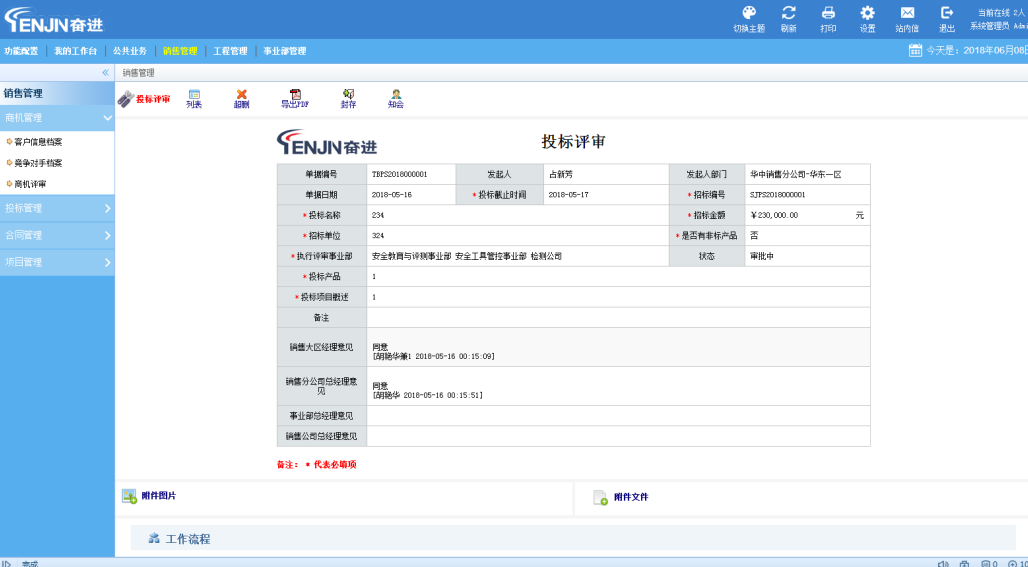 ENJIN奋进
切换主题 刷新 打印 设置 站内信 退出
当前在线 2人
系统管理员 Adm
功能配置 我的工作台 公共业务 销售管理 工程管理 事业部管理 今天是：2018年06月08日
销售管理
销售管理
商机管理
客户信息档案
竞争对手档案
商机评审
投标管理
合同管理
项目管理
投标评审 列表 超删 导出PDF 封存 知会
ENJIN奋进 投标评审
单据编号 TBPS2018000001 发起人 占新芳 发起人部门 华中销售分公司-华东一区
单据日期 2018-05-16 * 投标截止时间 2018-05-17 * 招标编号 SJPS2018000001
* 投标名称 234 * 招标金额 ￥230,000.00 元
* 招标单位 324 * 是否有非标产品 否
* 执行评审事业部 安全教育与评测事业部 安全工具管控事业部 检测公司 状态 审批中
* 投标产品 1
* 投标项目概述 1
备注
销售大区经理意见 同意
[胡艳华兼1 2018-05-16 00:15:09]
销售分公司总经理意见 同意
[胡艳华 2018-05-16 00:15:51]
事业部总经理意见
销售公司总经理意见
备注： * 代表必填项
附件图片 附件文件
工作流程
完成 0 10